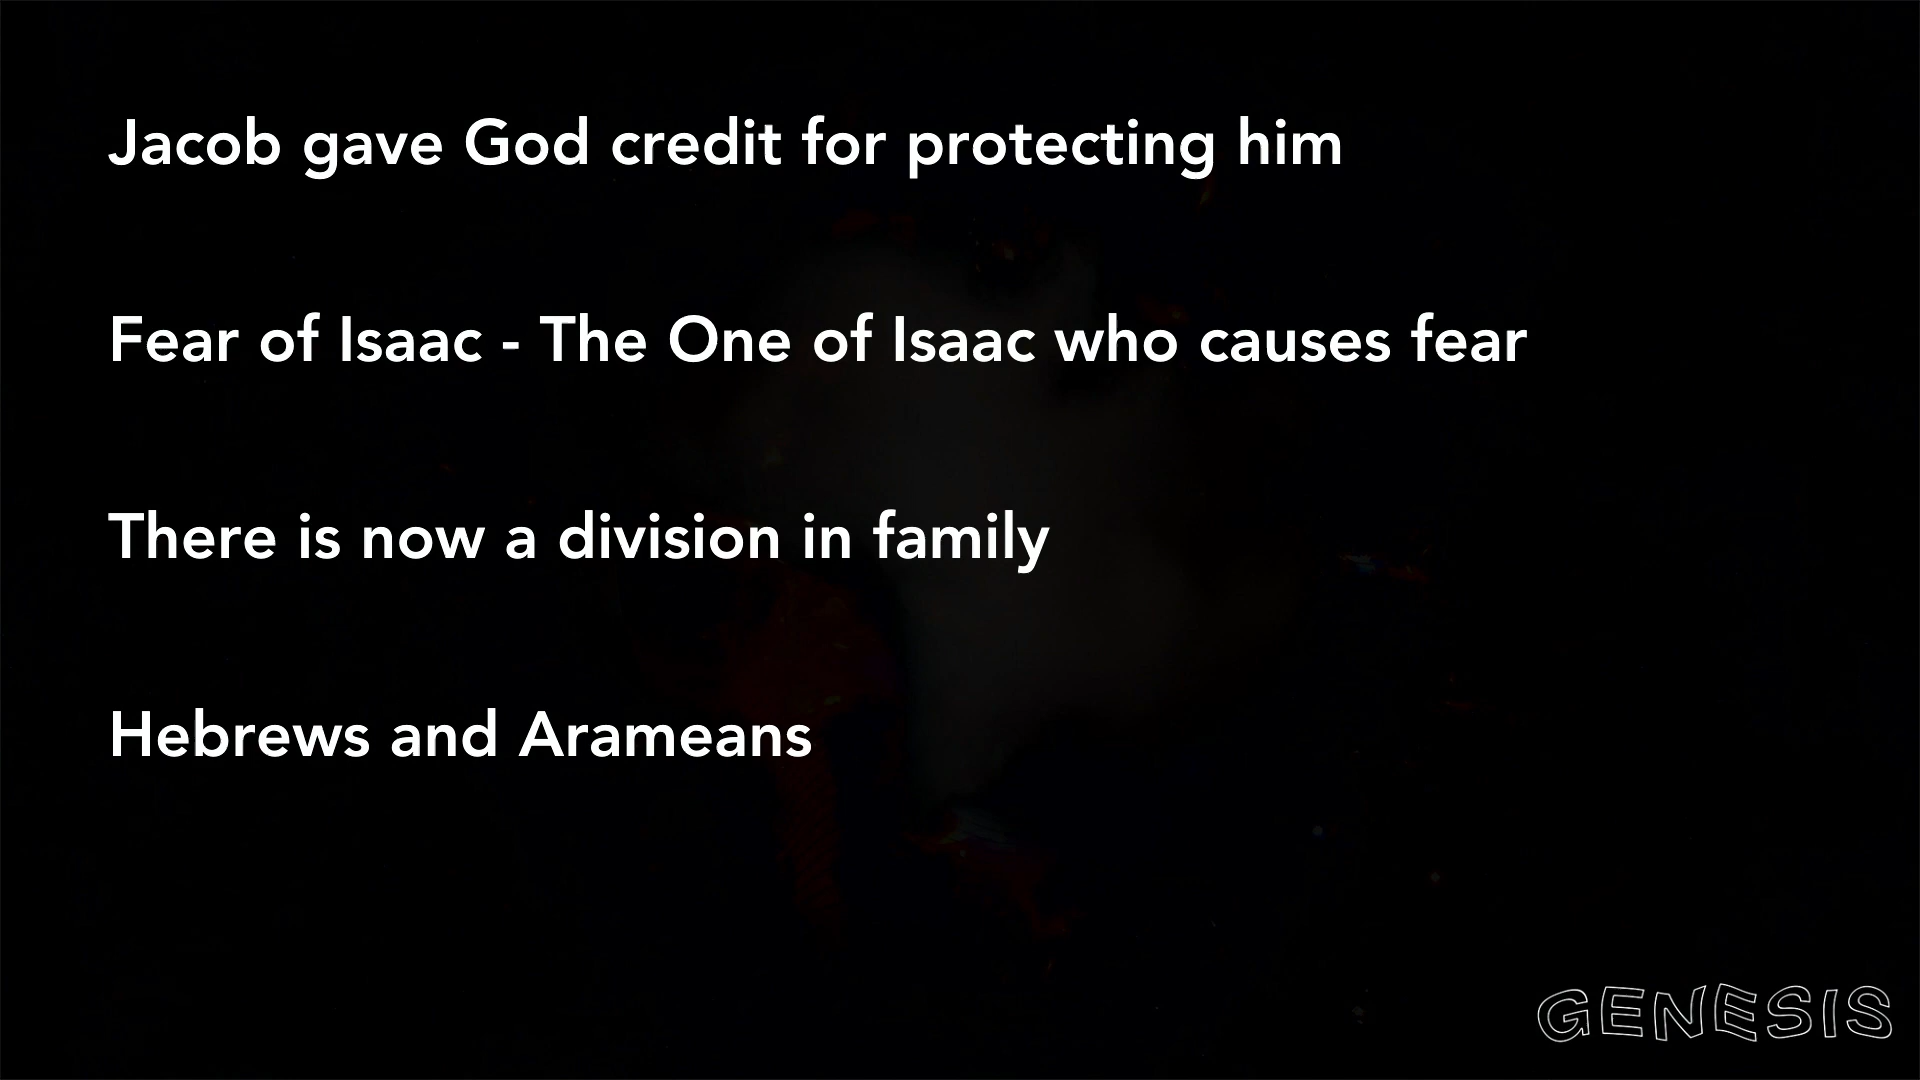 Jacob gave God credit for protecting him
Fear of Isaac - The One of Isaac who causes fear
There is now a division in family
Hebrews and Arameans
GENESIS